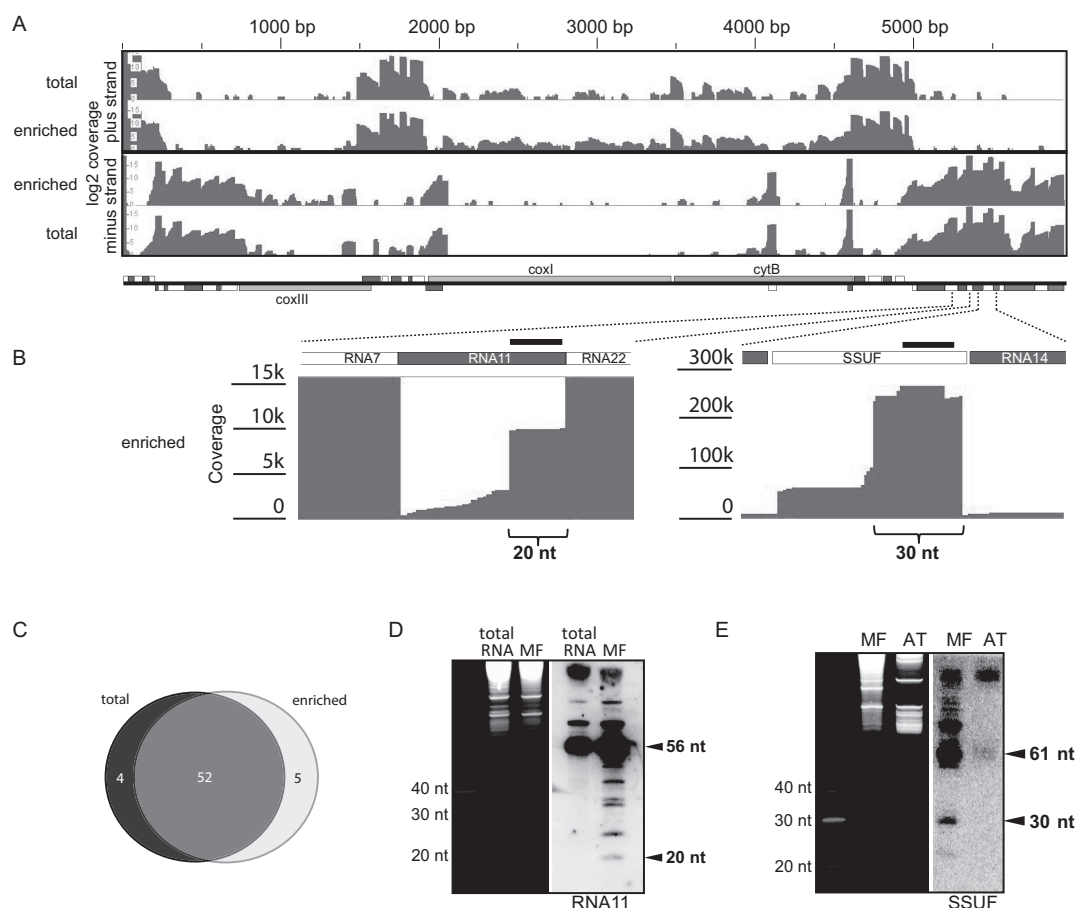 A
1000 bp 2000 bp 3000 bp 4000 bp 5000 bp
total
enriched
enriched
total
log2 coverage
plus strand
minus strand
coxI
cytB
coxIII
B
RNA7 RNA11 RNA22
15k
10k
5k
0
Coverage
enriched
20 nt
SSUF RNA14
300k
200k
100k
0
30 nt
C
total
enriched
4 52 5
D
total RNA MF
total RNA MF
56 nt
40 nt
30 nt
20 nt
20 nt
RNA11
E
MF AT MF AT
61 nt
40 nt
30 nt
30 nt
20 nt
SSUF